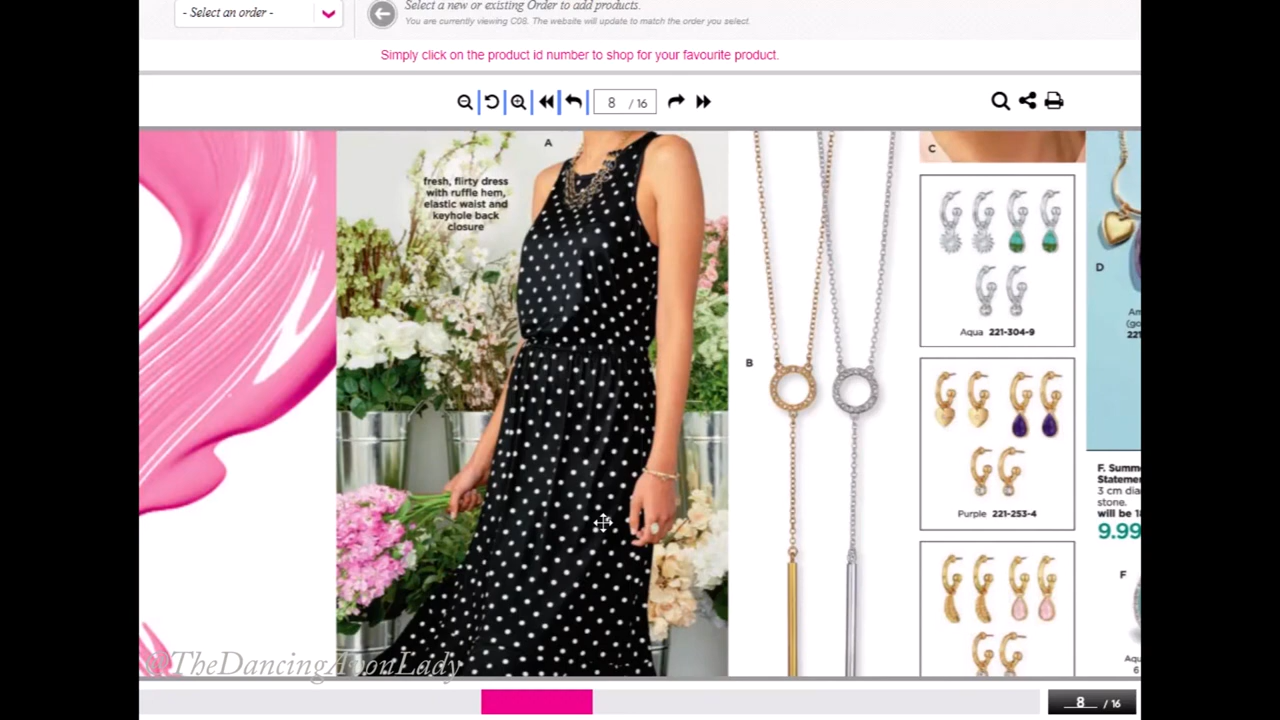 - Select an order -
Select a new or existing Order to add products.
You are currently viewing C08. The website will update to match the order you select.
Simply click on the product id number to shop for your favourite product.
8 / 16
A
fresh, flirty dress
with ruffle hem,
elastic waist and
keyhole back
closure
B
C
Aqua 221-304-9
Purple 221-253-4
D
F. Summ
Statemen
3 cm dia
stone.
will be 18
9.99
F
@TheDancingAvonLady
8 / 16